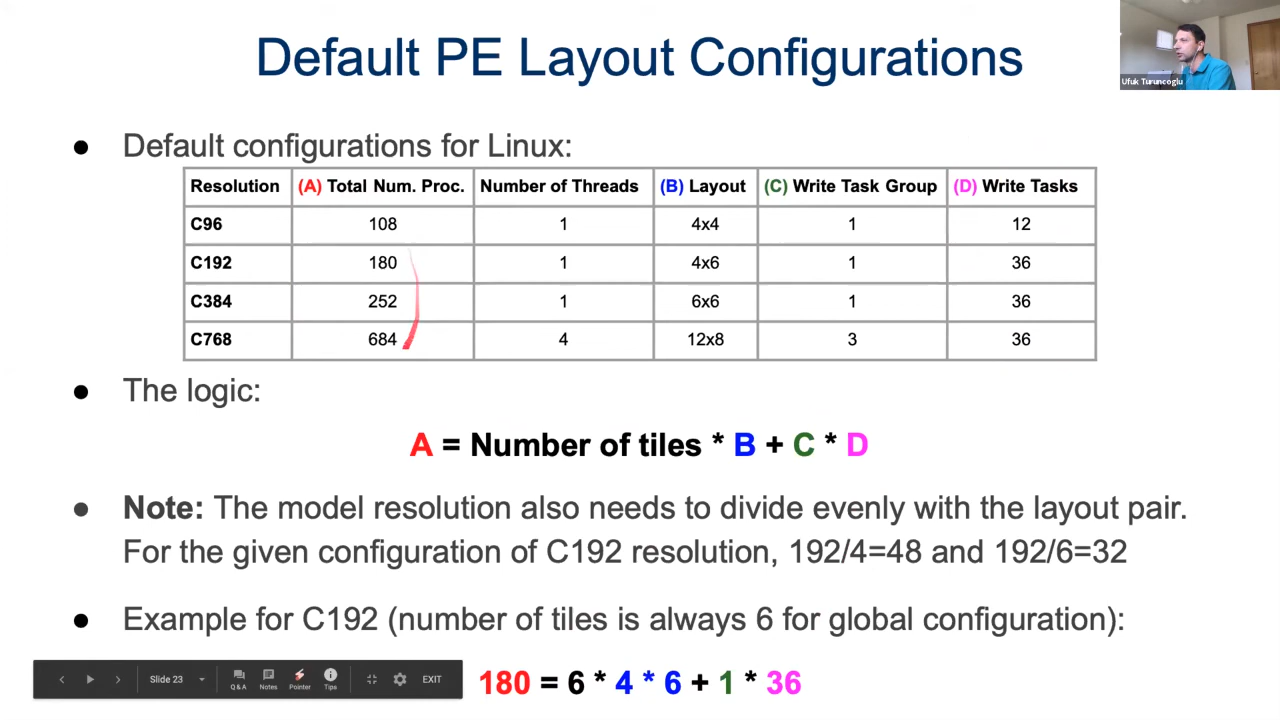 Default PE Layout Configurations
Ufuk Turuncoglu
● Default configurations for Linux:
Resolution (A) Total Num. Proc. Number of Threads (B) Layout (C) Write Task Group (D) Write Tasks
C96 108 1 4x4 1 12
C192 180 1 4x6 1 36
C384 252 1 6x6 1 36
C768 684 4 12x8 3 36
● The logic:
A = Number of tiles * B + C * D
● Note: The model resolution also needs to divide evenly with the layout pair.
For the given configuration of C192 resolution, 192/4=48 and 192/6=32
● Example for C192 (number of tiles is always 6 for global configuration):
180 = 6 * 4 * 6 + 1 * 36
Slide 23 Q&A Notes Pointer Tips EXIT